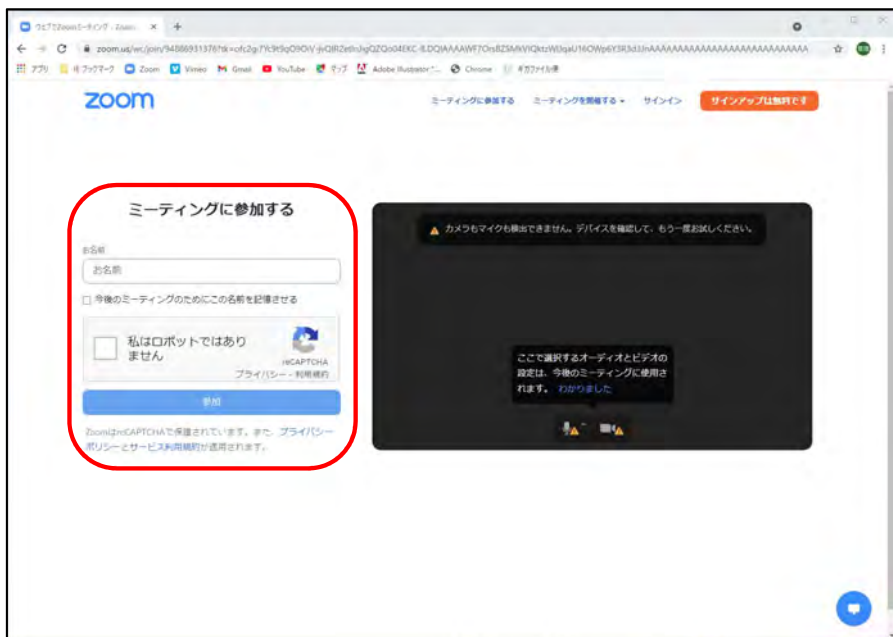 zoom.us/wc/join/94886931376?tk=
アプリ
Zoom
Vimeo
Gmail
YouTube
マップ
Adobe Illustrator
Chrome
ギガファイル便
zoom
ミーティングに参加する
ミーティングを開催する
サインイン
サインアップは無料です
ミーティングに参加する
お名前
お名前
今後のミーティングのためにこの名前を記憶させる
私はロボットではあり
ません
reCAPTCHA
プライバシー - 利用規約
参加
ZoomはreCAPTCHAで保護されています。また、プライバシー
ポリシーとサービス利用規約が適用されます。
カメラもマイクも検出できません。デバイスを確認して、もう一度お試しください。
ここで選択するオーディオとビデオの
設定は、今後のミーティングに使用さ
れます。 わかりました